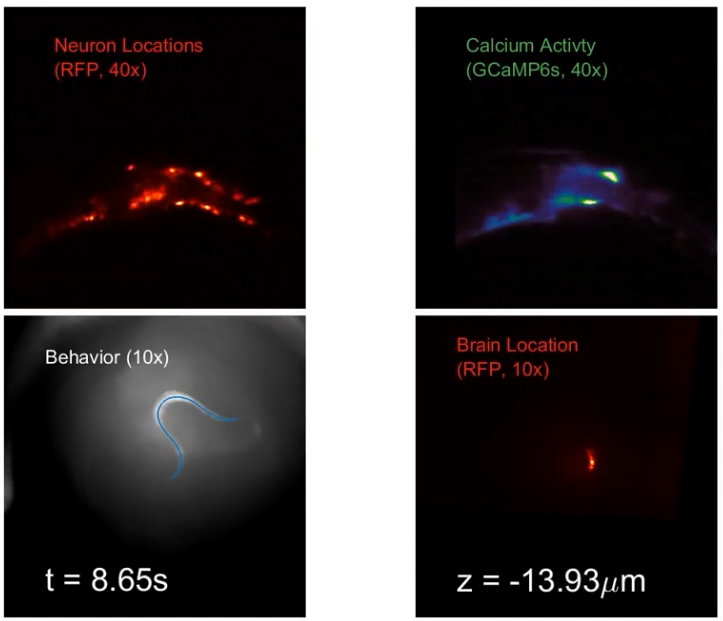 Neuron Locations
(RFP, 40x)
Calcium Activty
(GCaMP6s, 40x)
Behavior (10x)
t = 8.65s
Brain Location
(RFP, 10x)
z = -13.93μm